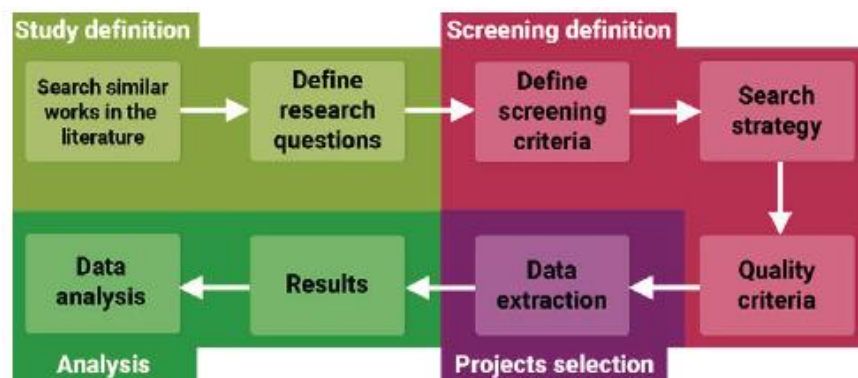 Study definition
Screening definition
Search similar
works in the
literature
Define
research
questions
Define
screening
criteria
Search
strategy
Quality
criteria
Data
extraction
Results
Data
analysis
Analysis
Projects selection